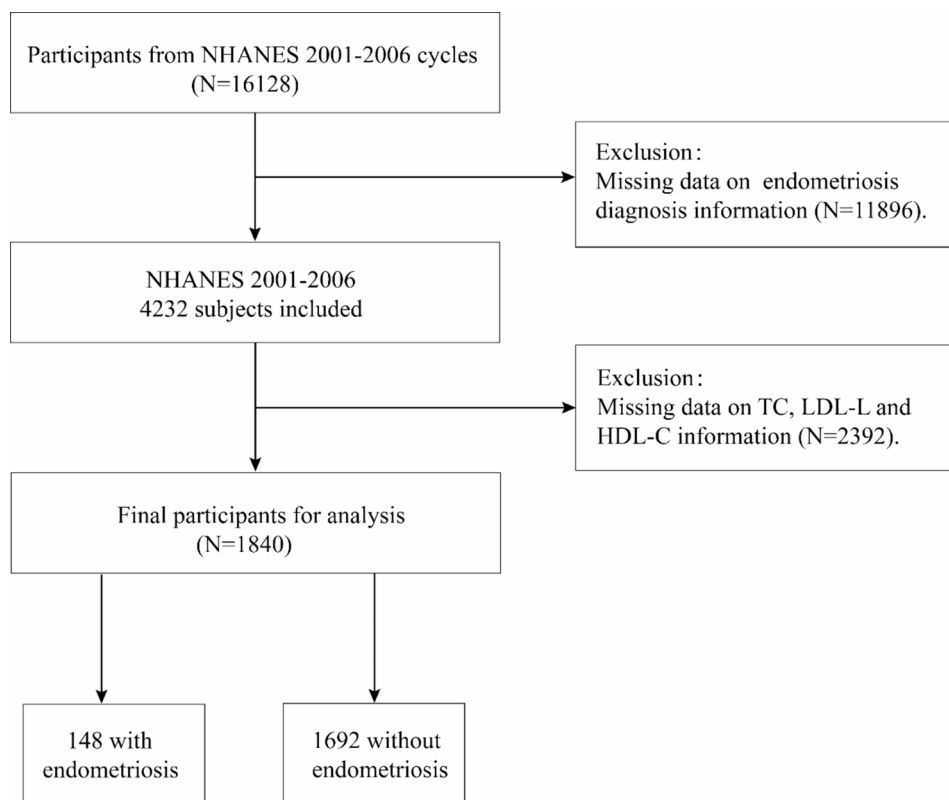 Participants from NHANES 2001-2006 cycles
(N=16128)
Exclusion:
Missing data on endometriosis
diagnosis information (N=11896).
NHANES 2001-2006
4232 subjects included
Exclusion:
Missing data on TC, LDL-L and
HDL-C information (N=2392).
Final participants for analysis
(N=1840)
148 with
endometriosis
1692 without
endometriosis